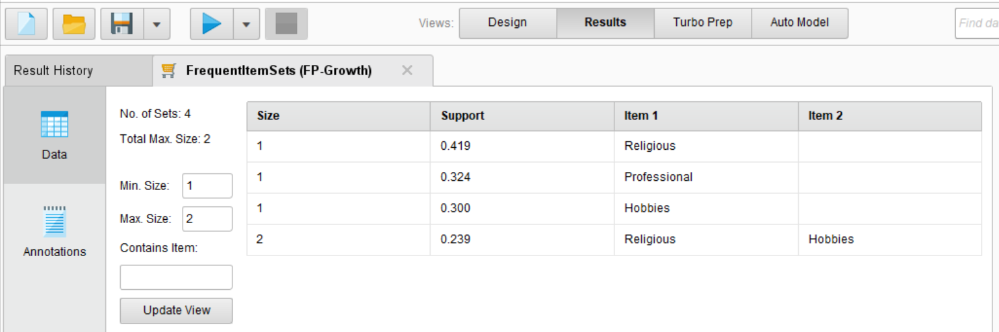 Views: Design Results Turbo Prep Auto Model Find da
Result History FrequentItemSets (FP-Growth)
Data
Annotations
No. of Sets: 4
Total Max. Size: 2
Min. Size: 1
Max. Size: 2
Contains Item:
Update View
Size Support Item 1 Item 2
1 0.419 Religious
1 0.324 Professional
1 0.300 Hobbies
2 0.239 Religious Hobbies